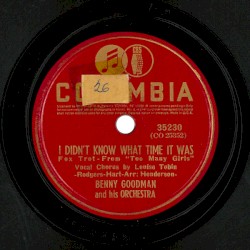 COLUMBIA
26
35230
(CO 25352)
I DIDN'T KNOW WHAT TIME IT WAS
Fox Trot - From "Too Many Girls"
Vocal Chorus by Louise Tobin
-Rodgers-Hart-Arr: Henderson-
BENNY GOODMAN
and his ORCHESTRA